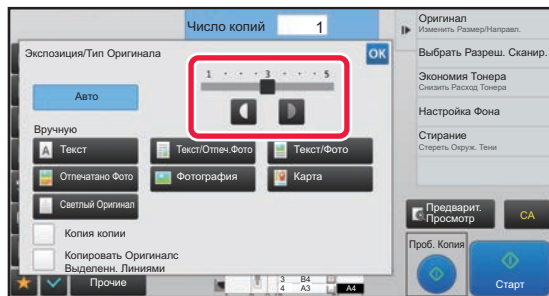 Число копий 1
Экспозиция/Тип Оригинала
OK
1 · · · 3 · · · 5
Авто
Вручную
Текст
Текст/Отпеч.Фото
Текст/Фото
Отпечатано Фото
Фотография
Карта
Светлый Оригинал
Копия копии
Копировать Оригиналс
Выделенн. Линиями
Прочие
3 B4
4 A3
A4
Оригинал
Изменить Размер/Направл.
Выбрать Разреш. Сканир.
Экономия Тонера
Снизить Расход Тонера
Настройка Фона
Стирание
Стереть Окруж. Тени
Предварит.
Просмотр
CA
Проб. Копия
Старт